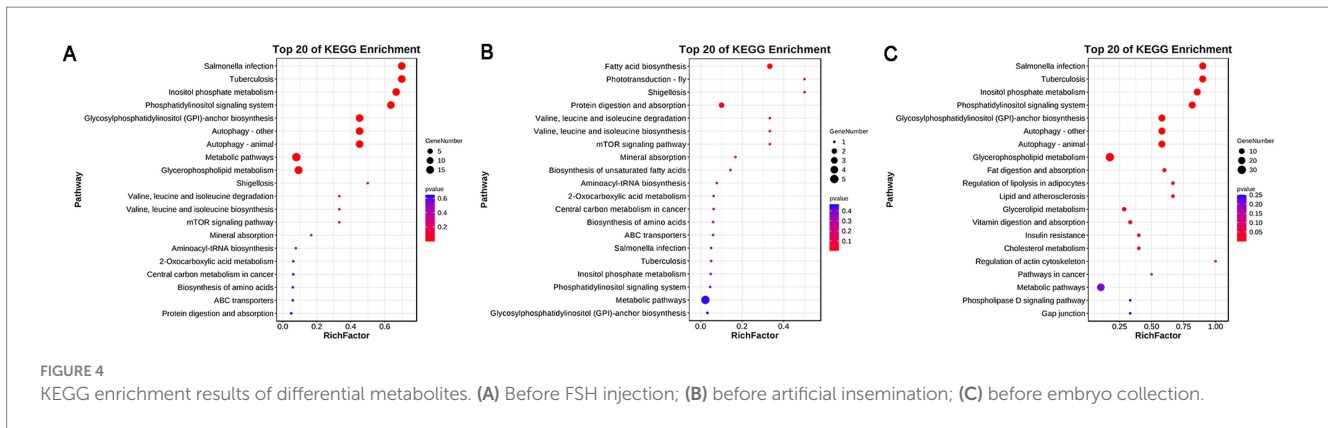 A
Top 20 of KEGG Enrichment
Salmonella infection
Tuberculosis
Inositol phosphate metabolism
Phosphatidylinositol signaling system
Glycosylphosphatidylinositol (GPI)-anchor biosynthesis
Autophagy - other
Autophagy - animal
Metabolic pathways
Glycerophospholipid metabolism
Shigellosis
Valine, leucine and isoleucine degradation
Valine, leucine and isoleucine biosynthesis
mTOR signaling pathway
Mineral absorption
Aminoacyl-tRNA biosynthesis
2-Oxocarboxylic acid metabolism
Central carbon metabolism in cancer
Biosynthesis of amino acids
ABC transporters
Protein digestion and absorption
Pathway
0.0 0.2 0.4 0.6
RichFactor
GeneNumber
5
10
15
pvalue
0.6
0.4
0.2
B
Top 20 of KEGG Enrichment
Fatty acid biosynthesis
Phototransduction - fly
Shigellosis
Protein digestion and absorption
Valine, leucine and isoleucine degradation
Valine, leucine and isoleucine biosynthesis
mTOR signaling pathway
Mineral absorption
Biosynthesis of unsaturated fatty acids
Aminoacyl-tRNA biosynthesis
2-Oxocarboxylic acid metabolism
Central carbon metabolism in cancer
Biosynthesis of amino acids
ABC transporters
Salmonella infection
Tuberculosis
Inositol phosphate metabolism
Phosphatidylinositol signaling system
Metabolic pathways
Glycosylphosphatidylinositol (GPI)-anchor biosynthesis
Pathway
0.0 0.2 0.4
RichFactor
GeneNumber
1
2
3
4
5
pvalue
0.4
0.3
0.2
0.1
C
Top 20 of KEGG Enrichment
Salmonella infection
Tuberculosis
Inositol phosphate metabolism
Phosphatidylinositol signaling system
Glycosylphosphatidylinositol (GPI)-anchor biosynthesis
Autophagy - other
Autophagy - animal
Glycerophospholipid metabolism
Fat digestion and absorption
Regulation of lipolysis in adipocytes
Lipid and atherosclerosis
Glycerolipid metabolism
Vitamin digestion and absorption
Insulin resistance
Cholesterol metabolism
Regulation of actin cytoskeleton
Pathways in cancer
Metabolic pathways
Phospholipase D signaling pathway
Gap junction
Pathway
0.25 0.50 0.75 1.00
RichFactor
GeneNumber
10
20
30
pvalue
0.25
0.20
0.15
0.10
0.05
FIGURE 4
KEGG enrichment results of differential metabolites. (A) Before FSH injection; (B) before artificial insemination; (C) before embryo collection.